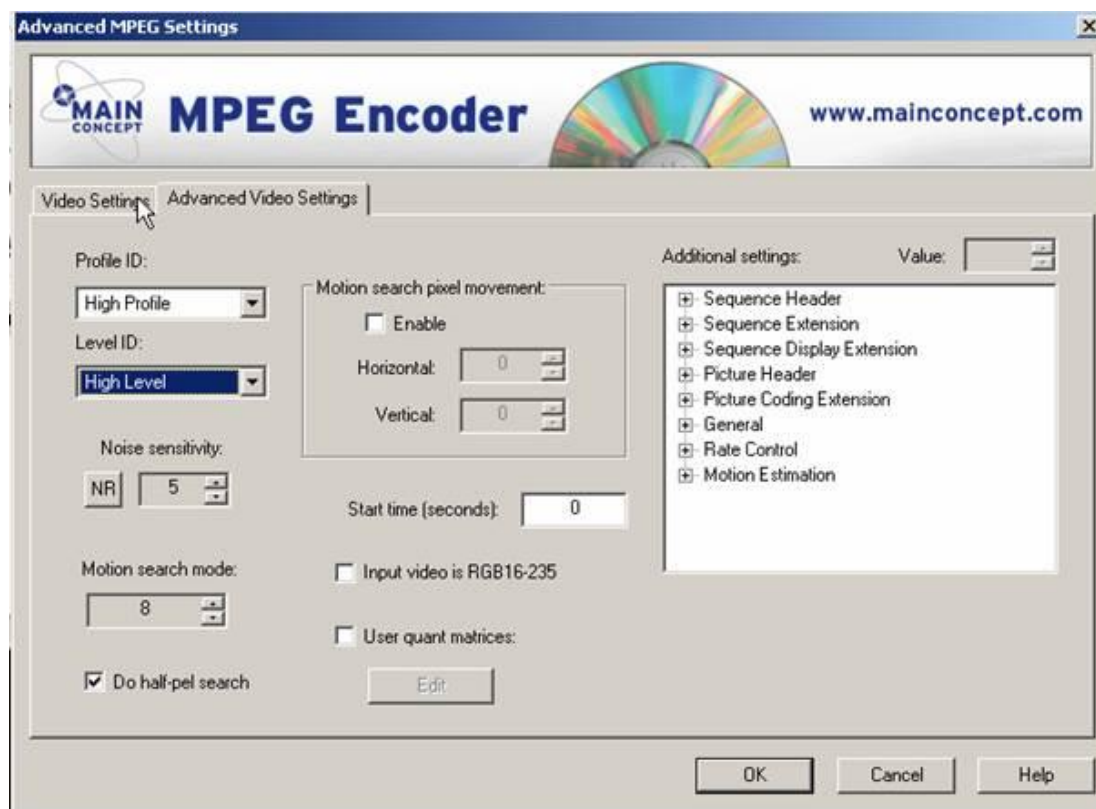 Advanced MPEG Settings
MAIN CONCEPT
MPEG Encoder
www.mainconcept.com
Video Settings
Advanced Video Settings
Profile ID:
High Profile
Level ID:
High Level
Noise sensitivity:
NR
5
Motion search mode:
8
Do half-pel search
Motion search pixel movement:
Enable
Horizontal:
0
Vertical:
0
Start time (seconds):
0
Input video is RGB16-235
User quant matrices:
Edit
Additional settings:
Value:
Sequence Header
Sequence Extension
Sequence Display Extension
Picture Header
Picture Coding Extension
General
Rate Control
Motion Estimation
OK
Cancel
Help